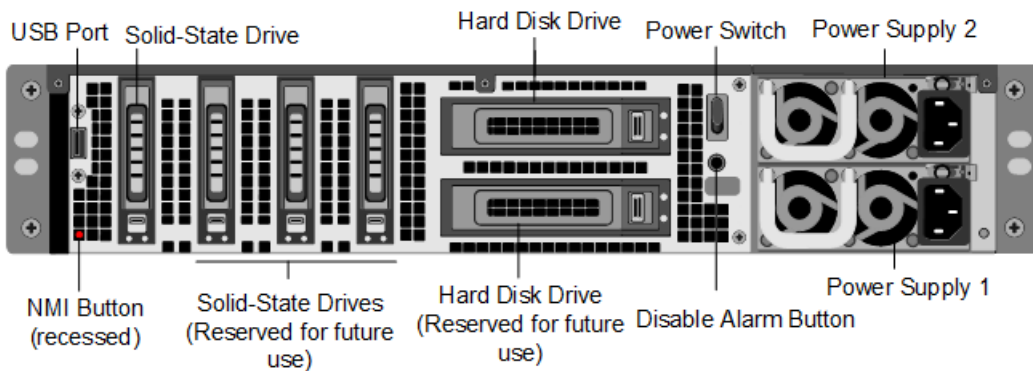 USB Port
Solid-State Drive
Hard Disk Drive
Power Switch
Power Supply 2
NMI Button
(recessed)
Solid-State Drives
(Reserved for future
use)
Hard Disk Drive
(Reserved for future
use)
Disable Alarm Button
Power Supply 1